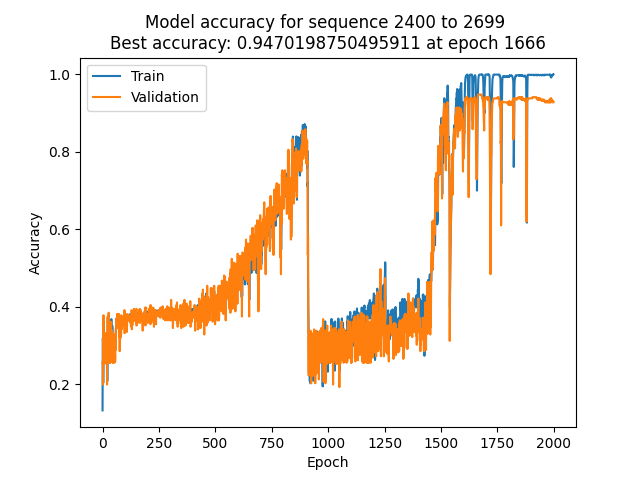 Model accuracy for sequence 2400 to 2699
Best accuracy: 0.9470198750495911 at epoch 1666
Train
Validation
1.0
0.8
0.6
0.4
0.2
Accuracy
0 250 500 750 1000 1250 1500 1750 2000
Epoch